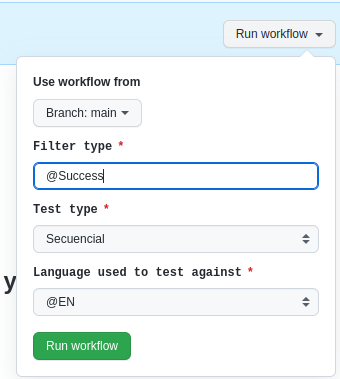 Run workflow
Use workflow from
Branch: main
Filter type *
@Success
Test type *
Secuencial
y
Language used to test against *
@EN
Run workflow